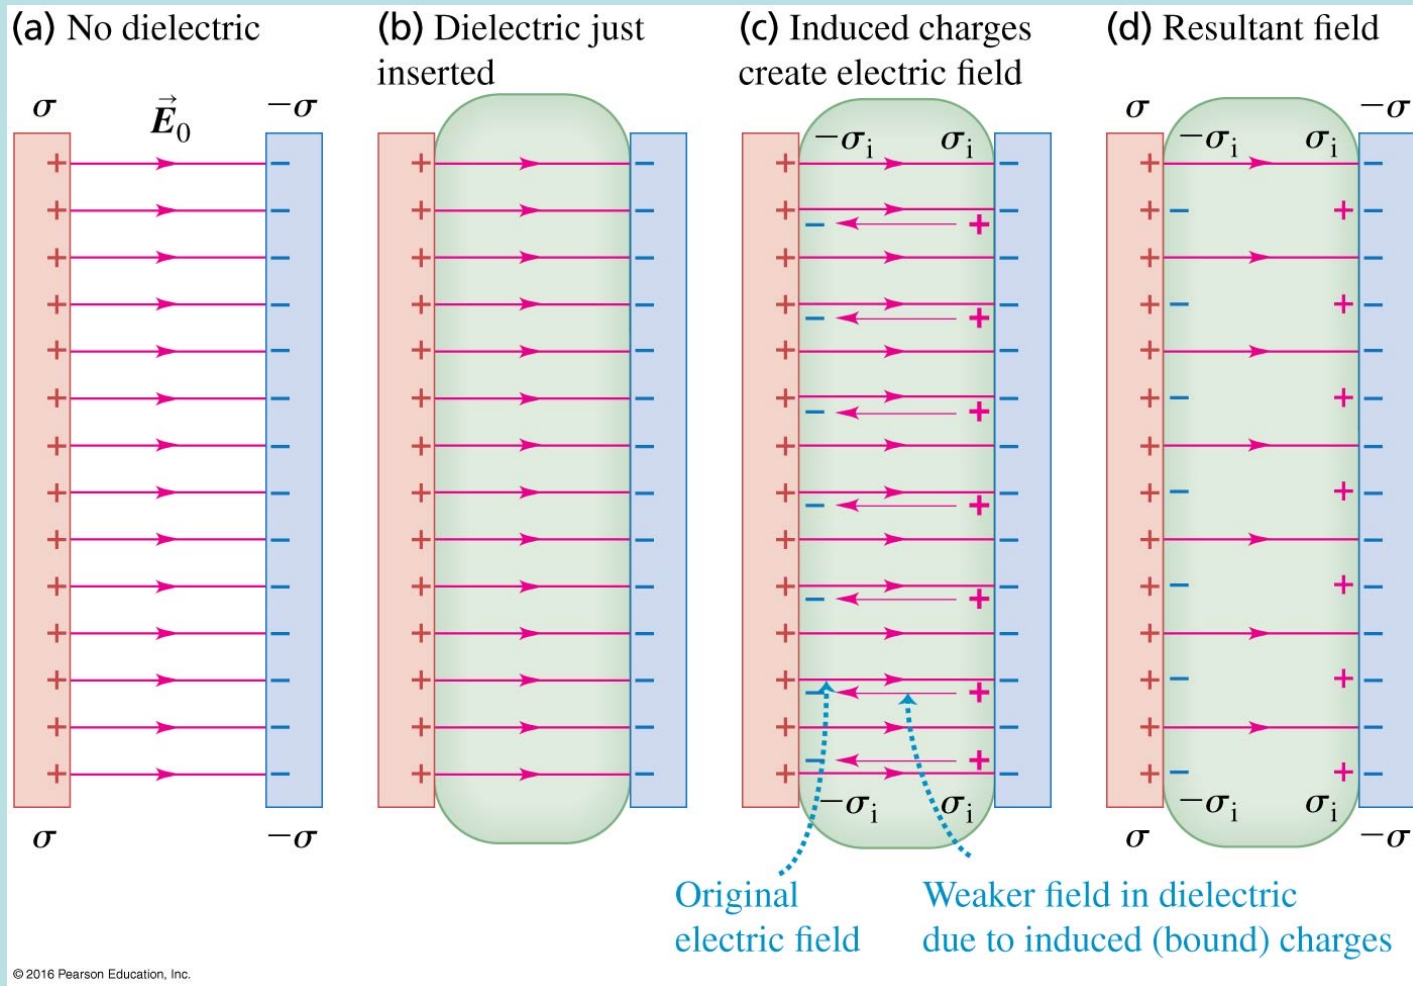 (a) No dielectric
σ
E⃗₀
−σ
σ
−σ
(b) Dielectric just
inserted
(c) Induced charges
create electric field
−σᵢ
σᵢ
−σᵢ
σᵢ
Original
electric field
Weaker field in dielectric
due to induced (bound) charges
(d) Resultant field
σ
−σ
−σᵢ
σᵢ
−σᵢ
σᵢ
σ
−σ
© 2016 Pearson Education, Inc.